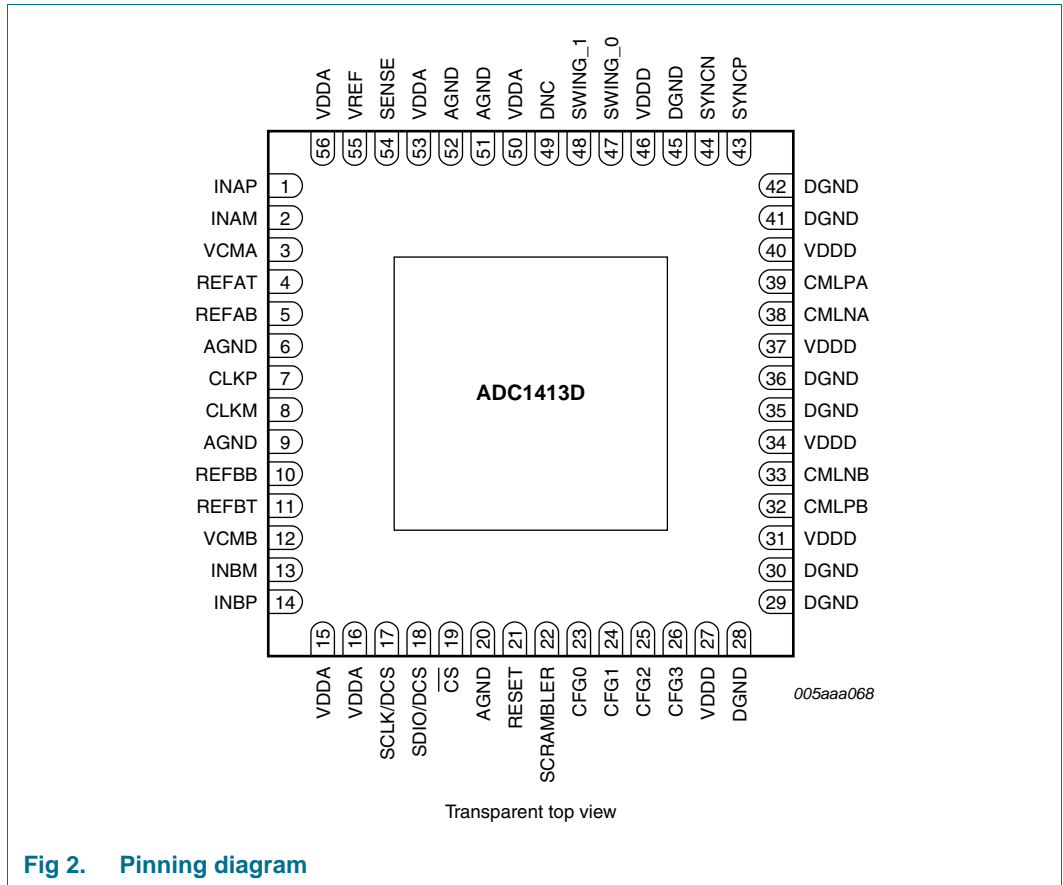 VDDA
VREF
SENSE
VDDA
AGND
AGND
VDDA
DNC
SWING_1
SWING_0
VDDD
DGND
SYNCN
SYNCP
56 55 54 53 52 51 50 49 48 47 46 45 44 43
INAP 1
INAM 2
VCMA 3
REFAT 4
REFAB 5
AGND 6
CLKP 7
CLKM 8
AGND 9
REFBB 10
REFBT 11
VCMB 12
INBM 13
INBP 14
ADC1413D
42 DGND
41 DGND
40 VDDD
39 CMLPA
38 CMLNA
37 VDDD
36 DGND
35 DGND
34 VDDD
33 CMLNB
32 CMLPB
31 VDDD
30 DGND
29 DGND
15 16 17 18 19 20 21 22 23 24 25 26 27 28
VDDA
VDDA
SCLK/DCS
SDIO/DCS
CS
AGND
RESET
SCRAMBLER
CFG0
CFG1
CFG2
CFG3
VDDD
DGND
005aaa068
Transparent top view
Fig 2. Pinning diagram